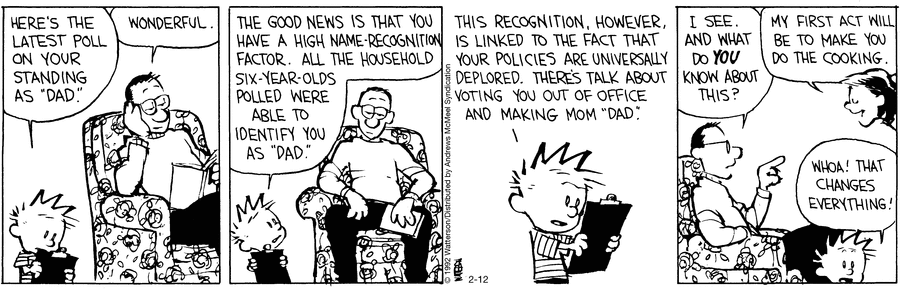 HERE'S THE
LATEST POLL
ON YOUR
STANDING
AS "DAD."
WONDERFUL.
THE GOOD NEWS IS THAT YOU
HAVE A HIGH NAME-RECOGNITION
FACTOR. ALL THE HOUSEHOLD
SIX-YEAR-OLDS
POLLED WERE
ABLE TO
IDENTIFY YOU
AS "DAD."
© 1992 Watterson/Distributed by Andrews McMeel Syndication
THIS RECOGNITION, HOWEVER,
IS LINKED TO THE FACT THAT
YOUR POLICIES ARE UNIVERSALLY
DEPLORED. THERE'S TALK ABOUT
VOTING YOU OUT OF OFFICE
AND MAKING MOM "DAD."
2-12
I SEE.
AND WHAT
DO YOU
KNOW ABOUT
THIS?
MY FIRST ACT WILL
BE TO MAKE YOU
DO THE COOKING.
WHOA! THAT
CHANGES
EVERYTHING!